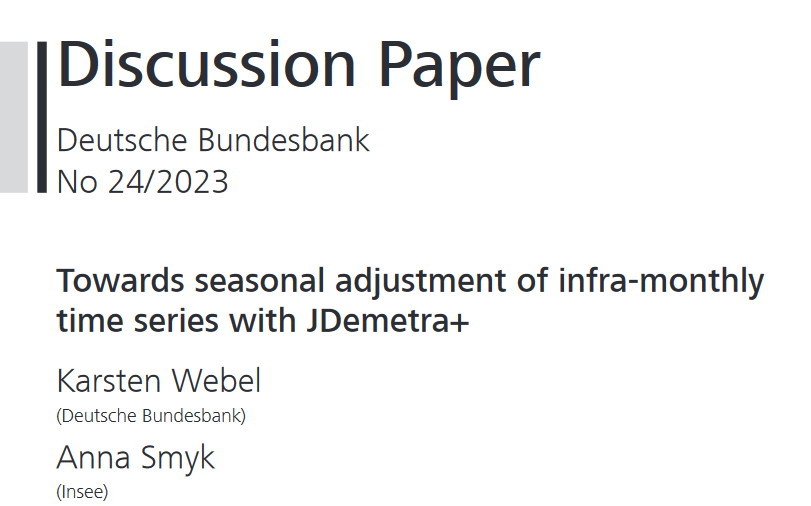 Discussion Paper
Deutsche Bundesbank
No 24/2023
Towards seasonal adjustment of infra-monthly
time series with JDemetra+
Karsten Webel
(Deutsche Bundesbank)
Anna Smyk
(Insee)